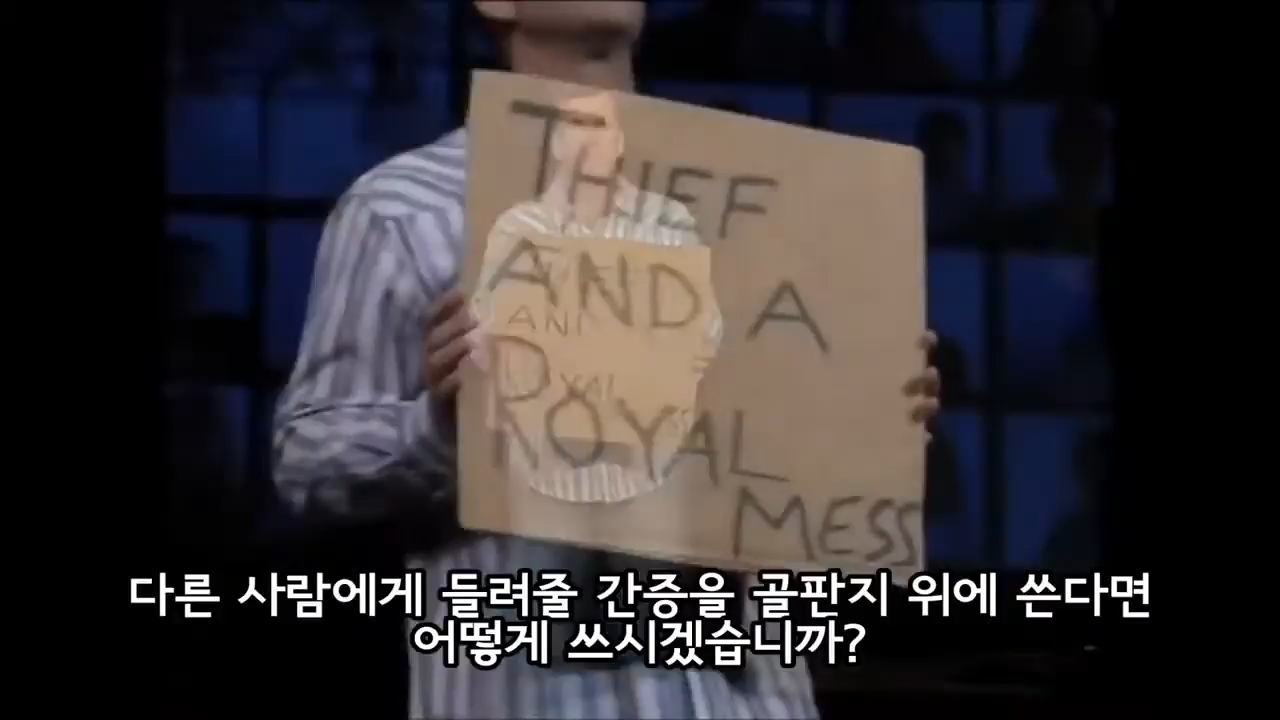 THIEF
AND A
ROYAL
MESS
AND
다른 사람에게 들려줄 간증을 골판지 위에 쓴다면
어떻게 쓰시겠습니까?